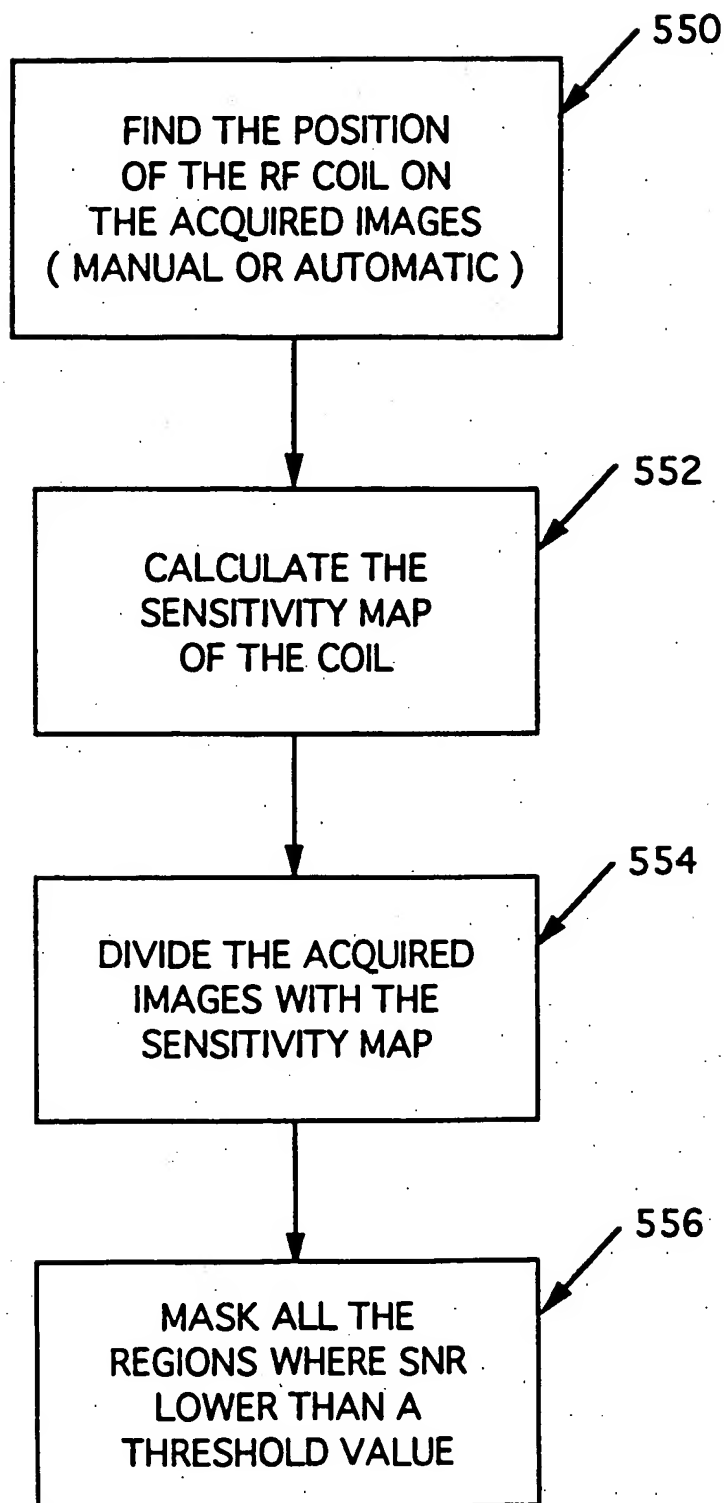 550
FIND THE POSITION
OF THE RF COIL ON
THE ACQUIRED IMAGES
( MANUAL OR AUTOMATIC )
552
CALCULATE THE
SENSITIVITY MAP
OF THE COIL
554
DIVIDE THE ACQUIRED
IMAGES WITH THE
SENSITIVITY MAP
556
MASK ALL THE
REGIONS WHERE SNR
LOWER THAN A
THRESHOLD VALUE